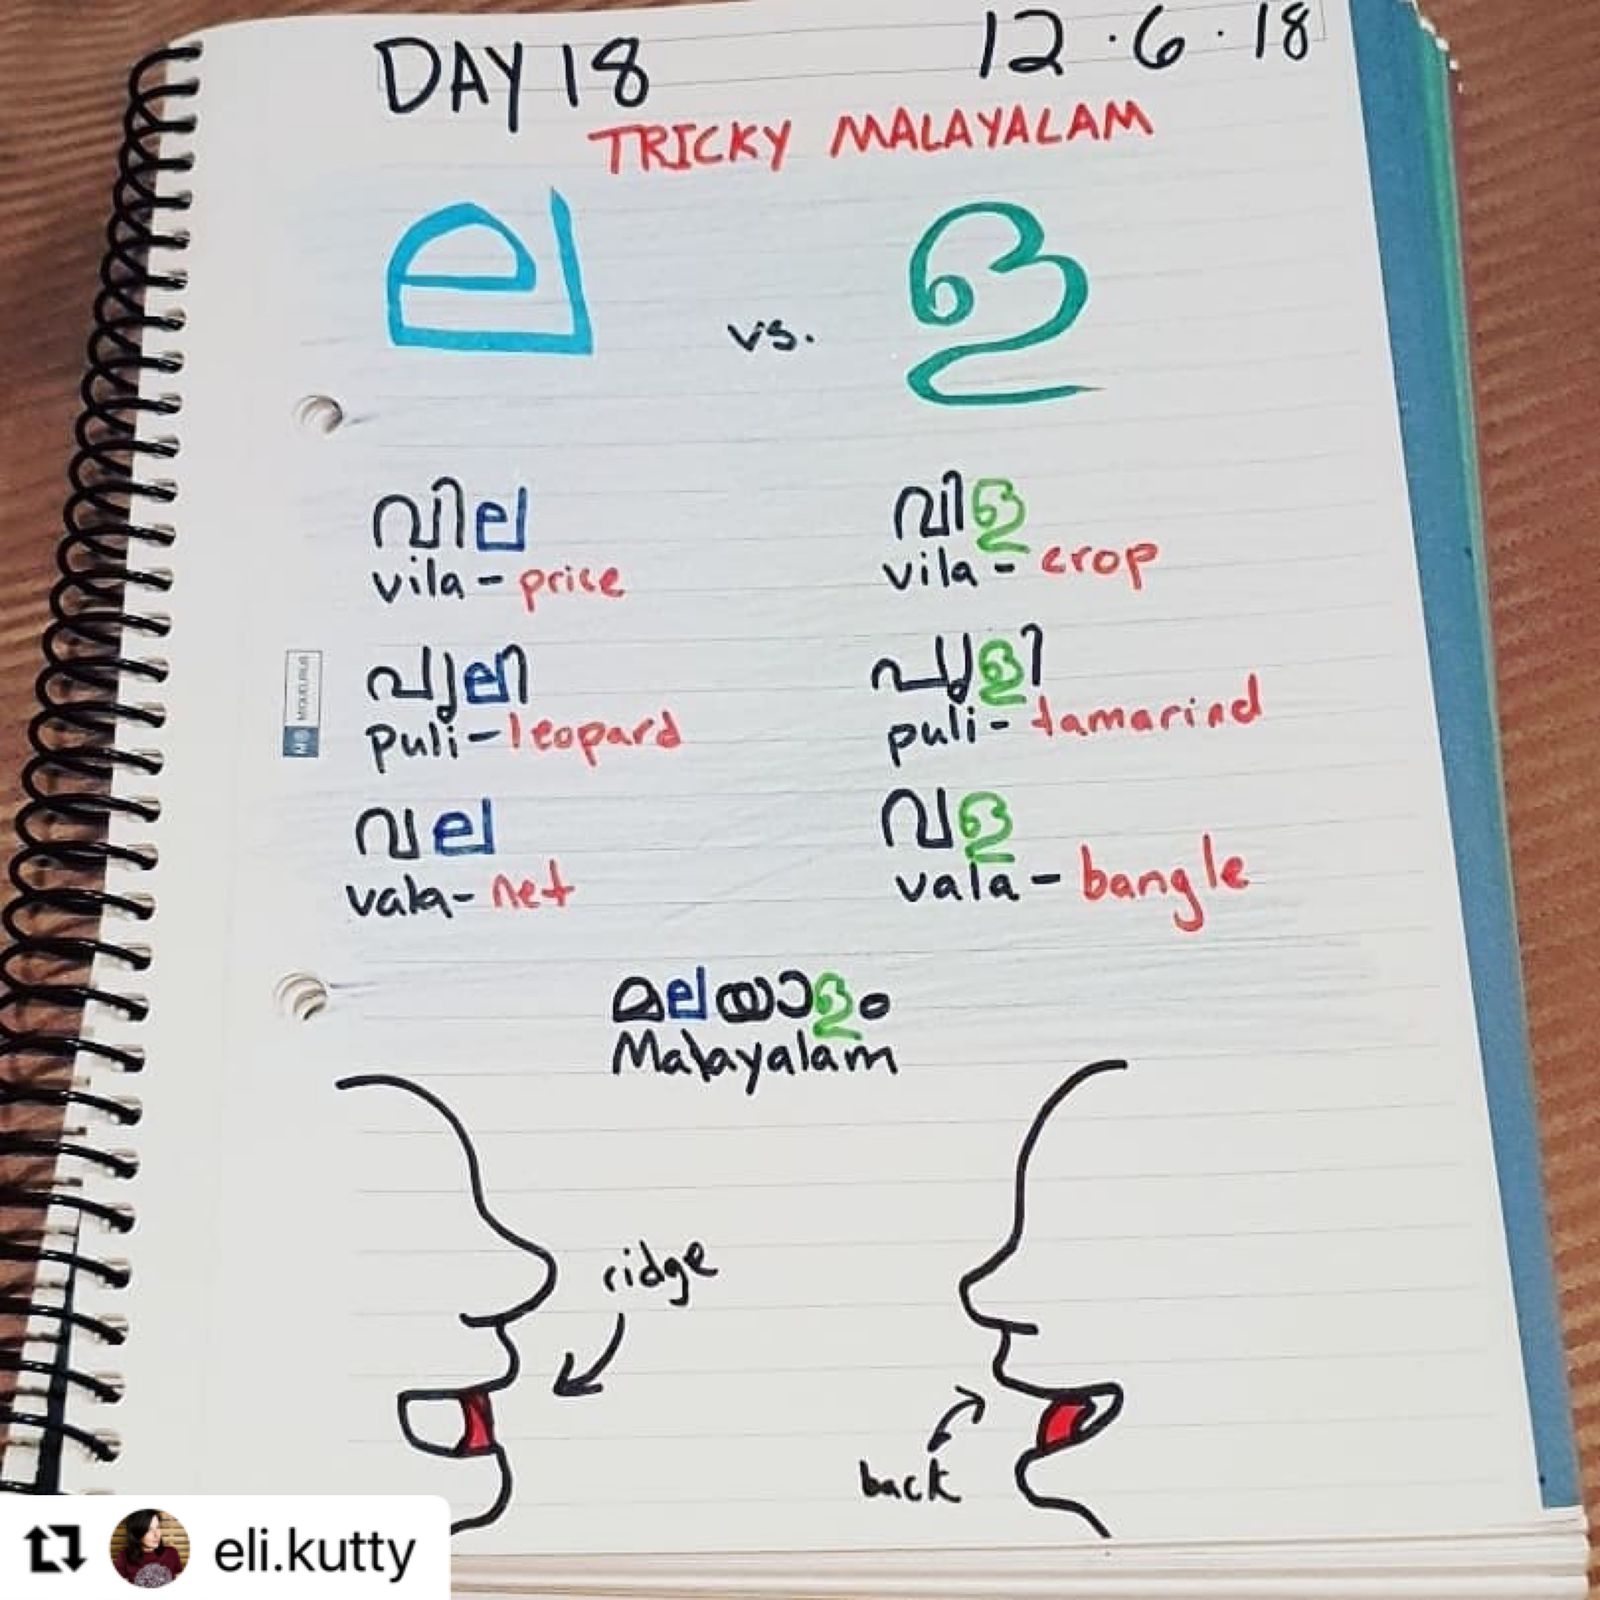 DAY 18
12.6.18
TRICKY MALAYALAM
ല vs. ള
വില
vila - price
വിള
vila - crop
പുലി
puli - leopard
പുളി
puli - tamarind
വല
vala - net
വള
vala - bangle
മലയാളം
Malayalam
ridge
back
MIQUELRIUS
eli.kutty